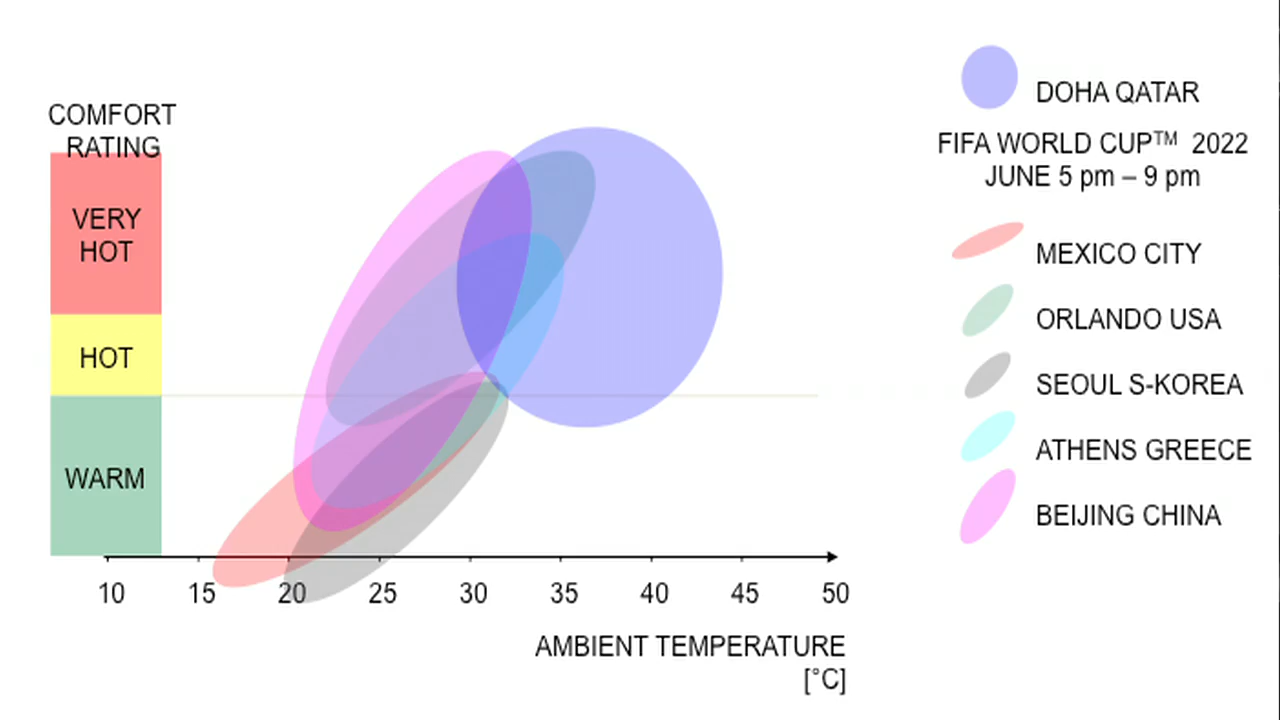 COMFORT
RATING
VERY
HOT
HOT
WARM
10 15 20 25 30 35 40 45 50
AMBIENT TEMPERATURE
[°C]
DOHA QATAR
FIFA WORLD CUP™ 2022
JUNE 5 pm – 9 pm
MEXICO CITY
ORLANDO USA
SEOUL S-KOREA
ATHENS GREECE
BEIJING CHINA